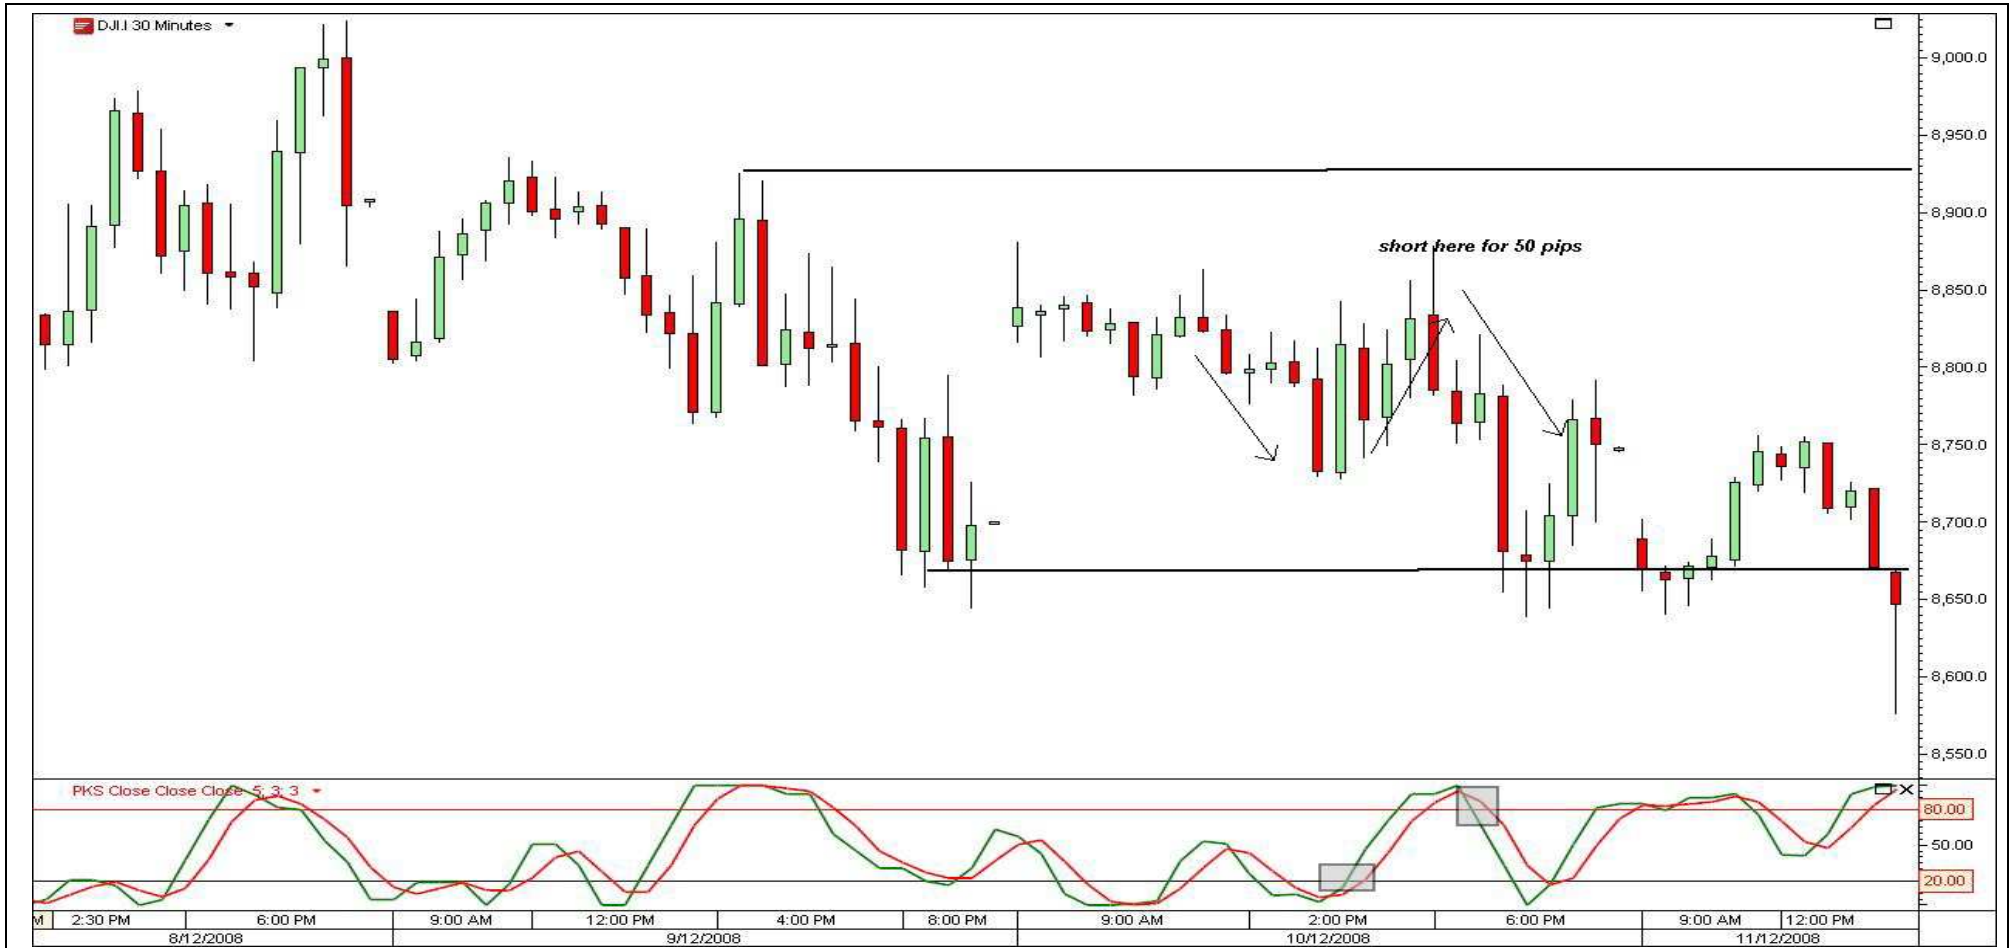 DJI.I 30 Minutes
9,000.0
8,950.0
8,900.0
short here for 50 pips
8,850.0
8,800.0
8,750.0
8,700.0
8,650.0
8,600.0
8,550.0
PKS Close Close Close 5; 3; 3
80.00
50.00
20.00
M 2:30 PM 6:00 PM 9:00 AM 12:00 PM 4:00 PM 8:00 PM 9:00 AM 2:00 PM 6:00 PM 9:00 AM 12:00 PM
8/12/2008 9/12/2008 10/12/2008 11/12/2008